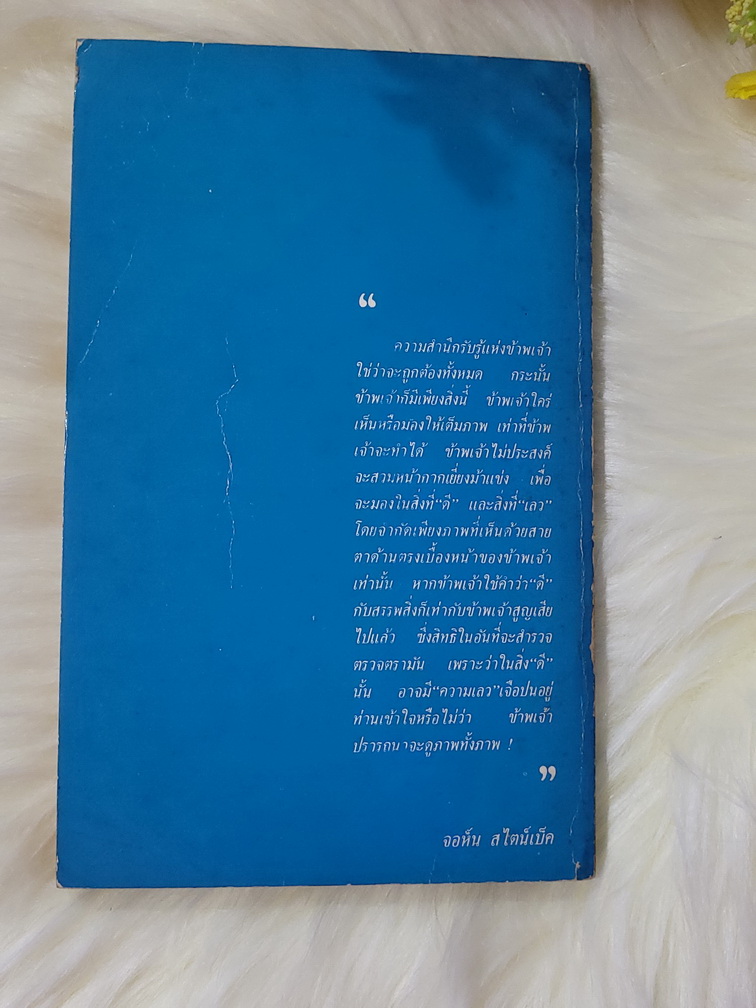 “
ความสำนึกรับรู้แห่งข้าพเจ้า
ใช่ว่าจะถูกต้องทั้งหมด กระนั้น
ข้าพเจ้าก็มีเพียงสิ่งนี้ ข้าพเจ้าใคร่
เห็นหรือมองให้เต็มภาพ เท่าที่ข้าพ
เจ้าจะทำได้ ข้าพเจ้าไม่ประสงค์
จะสวมหน้ากากเยี่ยงม้าแข่ง เพื่อ
จะมองในสิ่งที่“ดี” และสิ่งที่“เลว”
โดยจำกัดเพียงภาพที่เห็นด้วยสาย
ตาด้านตรงเบื้องหน้าของข้าพเจ้า
เท่านั้น หากข้าพเจ้าใช้คำว่า“ดี”
กับสรรพสิ่งก็เท่ากับข้าพเจ้าสูญเสีย
ไปแล้ว ซึ่งสิทธิในอันที่จะสำรวจ
ตรวจตรามัน เพราะว่าในสิ่ง“ดี”
นั้น อาจมี“ความเลว”เจือปนอยู่
ท่านเข้าใจหรือไม่ว่า ข้าพเจ้า
ปรารถนาจะดูภาพทั้งภาพ !
”
จอห์น สไตน์เบ็ค